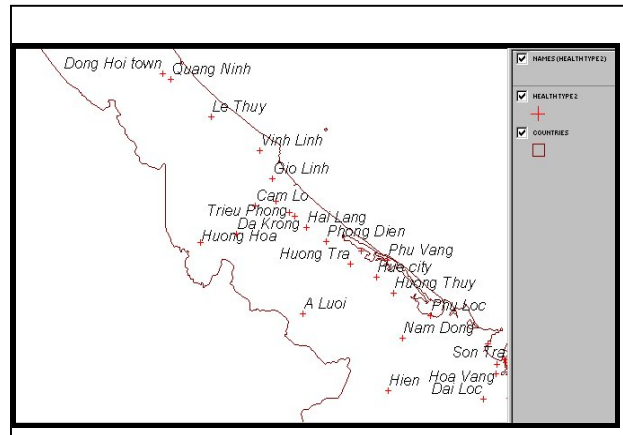 Dong Hoi town
Quang Ninh
Le Thuy
Vinh Linh
Gio Linh
Cam Lo
Trieu Phong
Hai Lang
Da Krong
Phong Dien
Huong Hoa
Huong Tra
Phu Vang
Hue city
Huong Thuy
A Luoi
Phu Loc
Nam Dong
Son Tra
Hoa Vang
Hien
Dai Loc
NAMES (HEALTHTYPE2)
HEALTHTYPE2
COUNTRIES